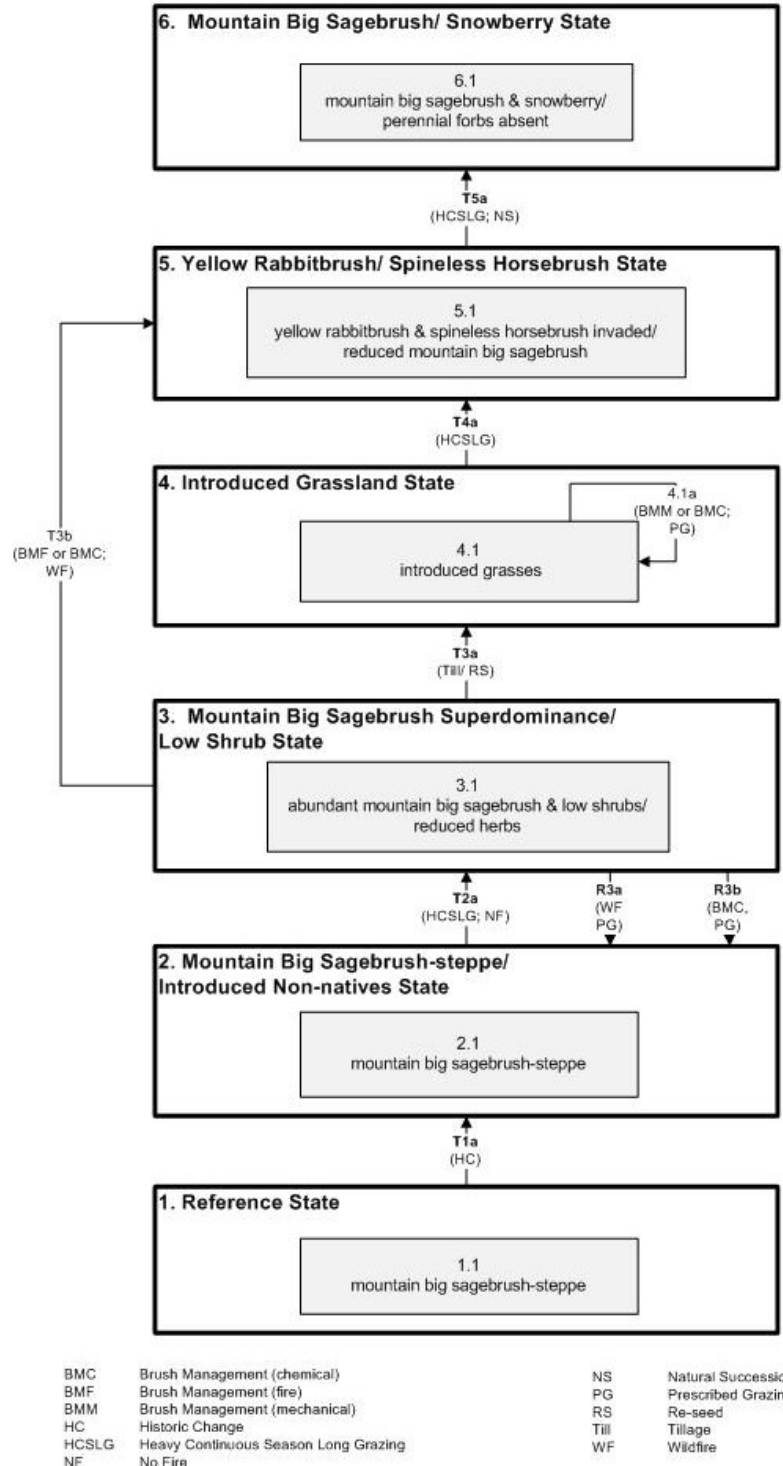 6. Mountain Big Sagebrush/ Snowberry State
6.1
mountain big sagebrush & snowberry/
perennial forbs absent
T5a
(HCSLG; NS)
5. Yellow Rabbitbrush/ Spineless Horsebrush State
5.1
yellow rabbitbrush & spineless horsebrush invaded/
reduced mountain big sagebrush
T4a
(HCSLG)
4. Introduced Grassland State
4.1a
(BMM or BMC;
PG)
4.1
introduced grasses
T3b
(BMF or BMC;
WF)
T3a
(Till/ RS)
3. Mountain Big Sagebrush Superdominance/
Low Shrub State
3.1
abundant mountain big sagebrush & low shrubs/
reduced herbs
T2a
(HCSLG; NF)
R3a
(WF
PG)
R3b
(BMC,
PG)
2. Mountain Big Sagebrush-steppe/
Introduced Non-natives State
2.1
mountain big sagebrush-steppe
T1a
(HC)
1. Reference State
1.1
mountain big sagebrush-steppe
BMC Brush Management (chemical)
BMF Brush Management (fire)
BMM Brush Management (mechanical)
HC Historic Change
HCSLG Heavy Continuous Season Long Grazing
NF No Fire
NS Natural Successio
PG Prescribed Grazin
RS Re-seed
Till Tillage
WF Wildfire